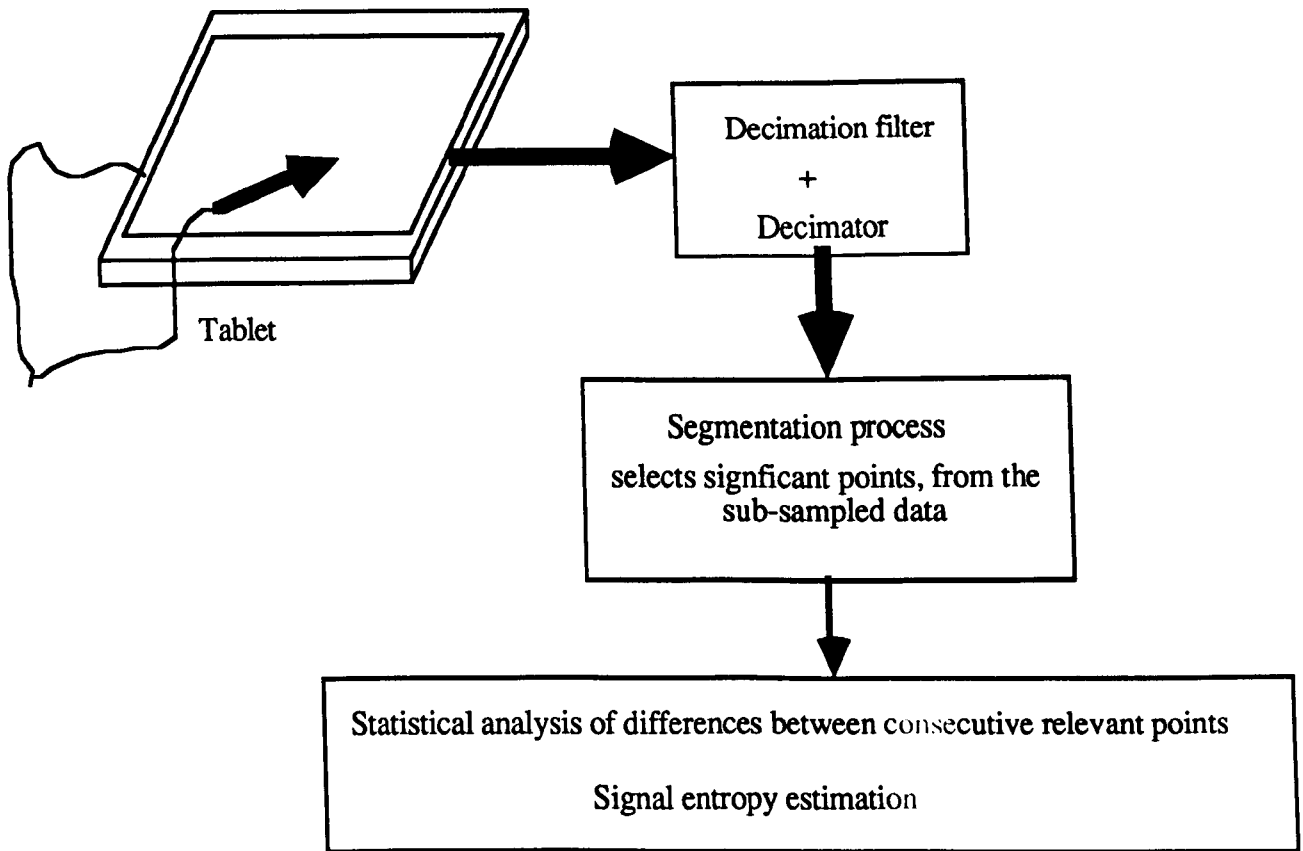 Decimation filter
+
Decimator
Tablet
Segmentation process
selects signficant points, from the
sub-sampled data
Statistical analysis of differences between consecutive relevant points
Signal entropy estimation